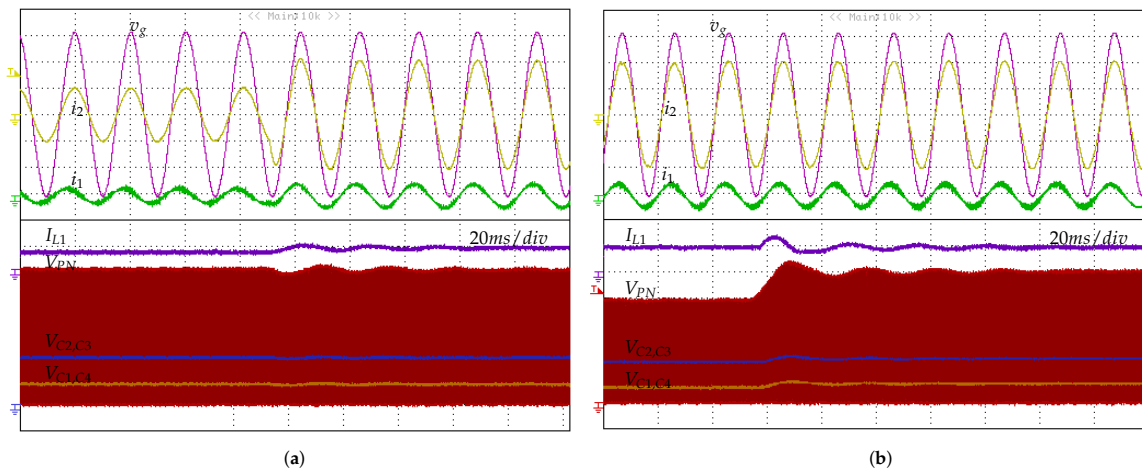 << Main:10k >>
v_g
i_2
i_1
T
I_L1
20ms/div
V_PN
V_C2,C3
V_C1,C4
(a)
<< Main:10k >>
v_g
i_2
i_1
I_L1
20ms/div
T
V_PN
V_C2,C3
V_C1,C4
(b)